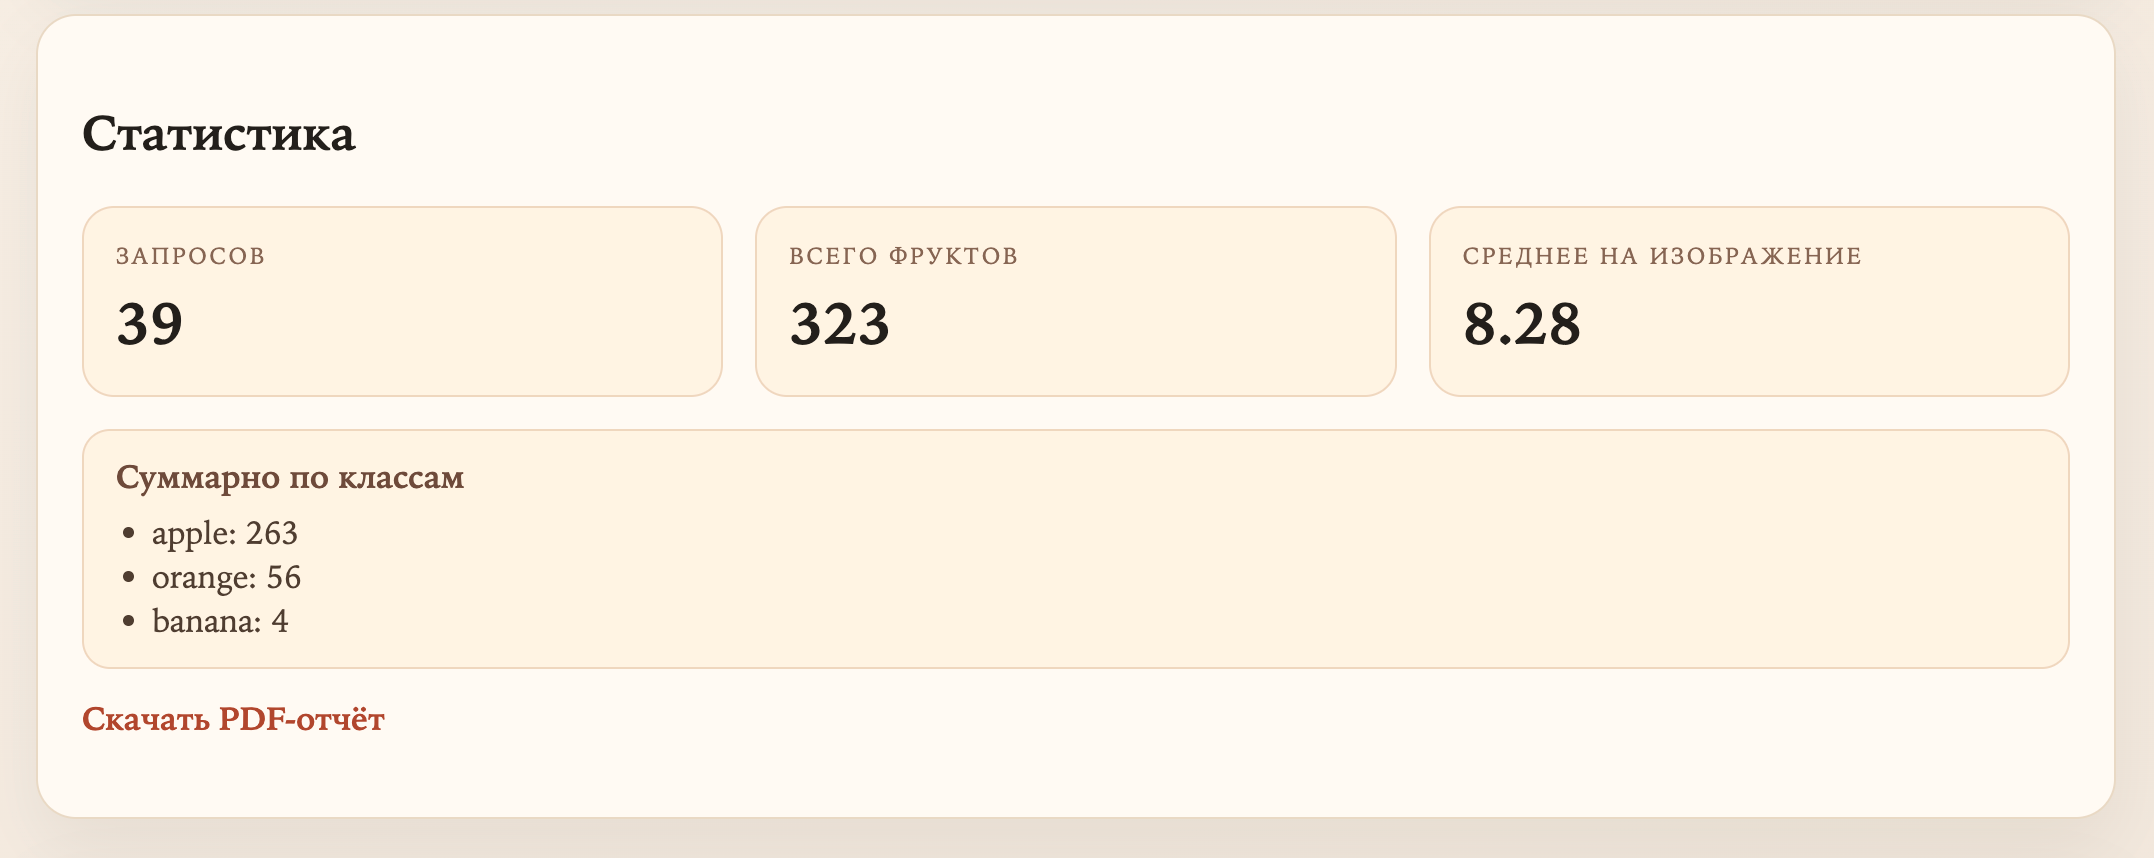 Статистика
ЗАПРОСОВ
39
ВСЕГО ФРУКТОВ
323
СРЕДНЕЕ НА ИЗОБРАЖЕНИЕ
8.28
Суммарно по классам
apple: 263
orange: 56
banana: 4
Скачать PDF-отчёт